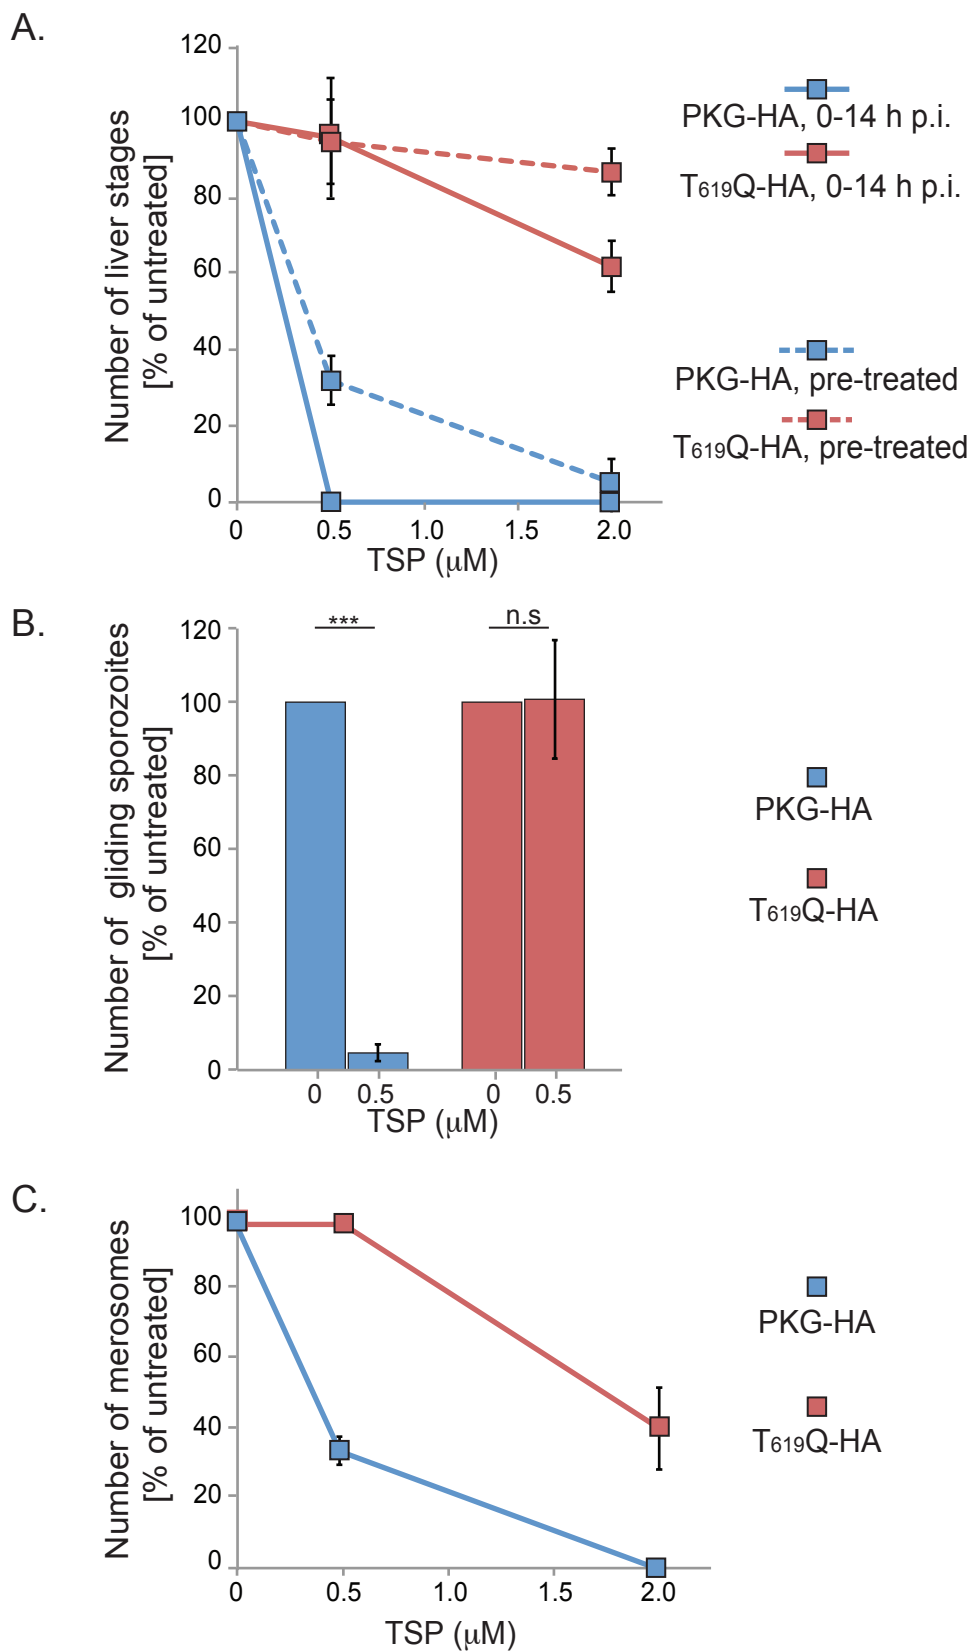 A.
Number of liver stages
[% of untreated]
120
100
80
60
40
20
0
0 0.5 1.0 1.5 2.0
TSP (μM)
PKG-HA, 0-14 h p.i.
T619Q-HA, 0-14 h p.i.
PKG-HA, pre-treated
T619Q-HA, pre-treated
B.
Number of gliding sporozoites
[% of untreated]
120
100
80
60
40
20
0
*** n.s
0 0.5 0 0.5
TSP (μM)
PKG-HA
T619Q-HA
C.
Number of merosomes
[% of untreated]
100
80
60
40
20
0
0 0.5 1.0 1.5 2.0
TSP (μM)
PKG-HA
T619Q-HA